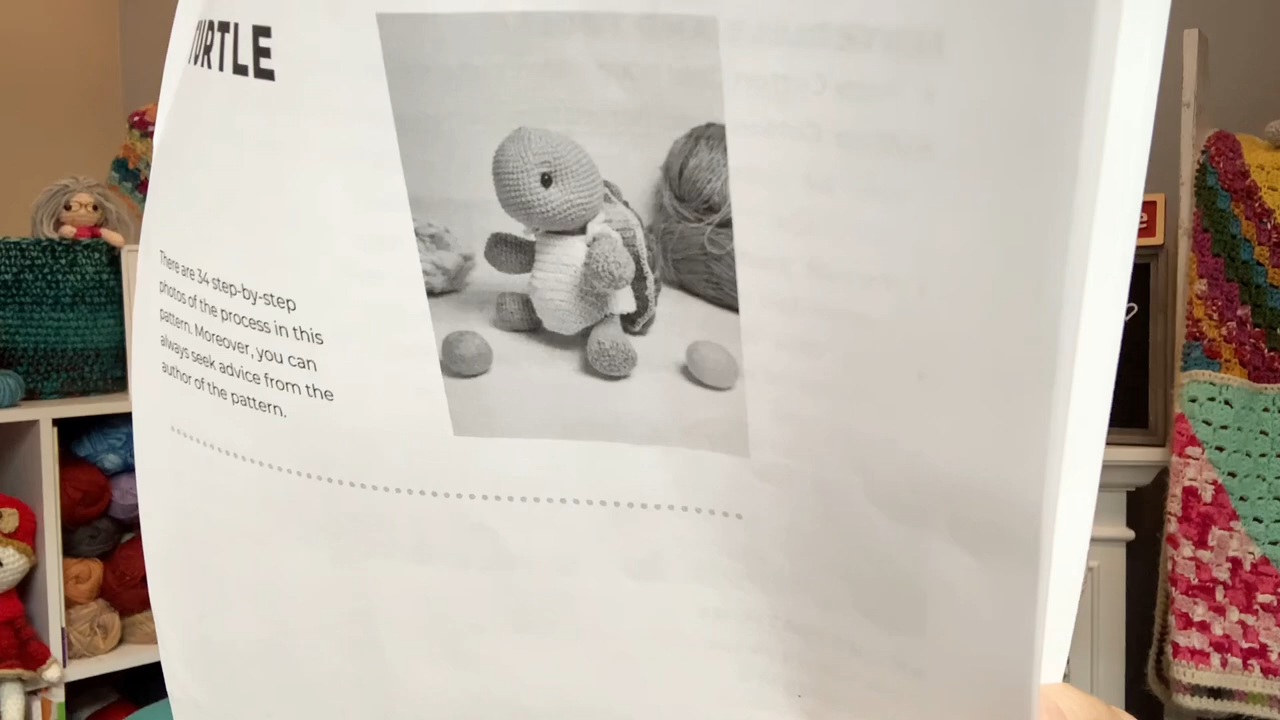 TURTLE
There are 34 step-by-step
photos of the process in this
pattern. Moreover, you can
always seek advice from the
author of the pattern.